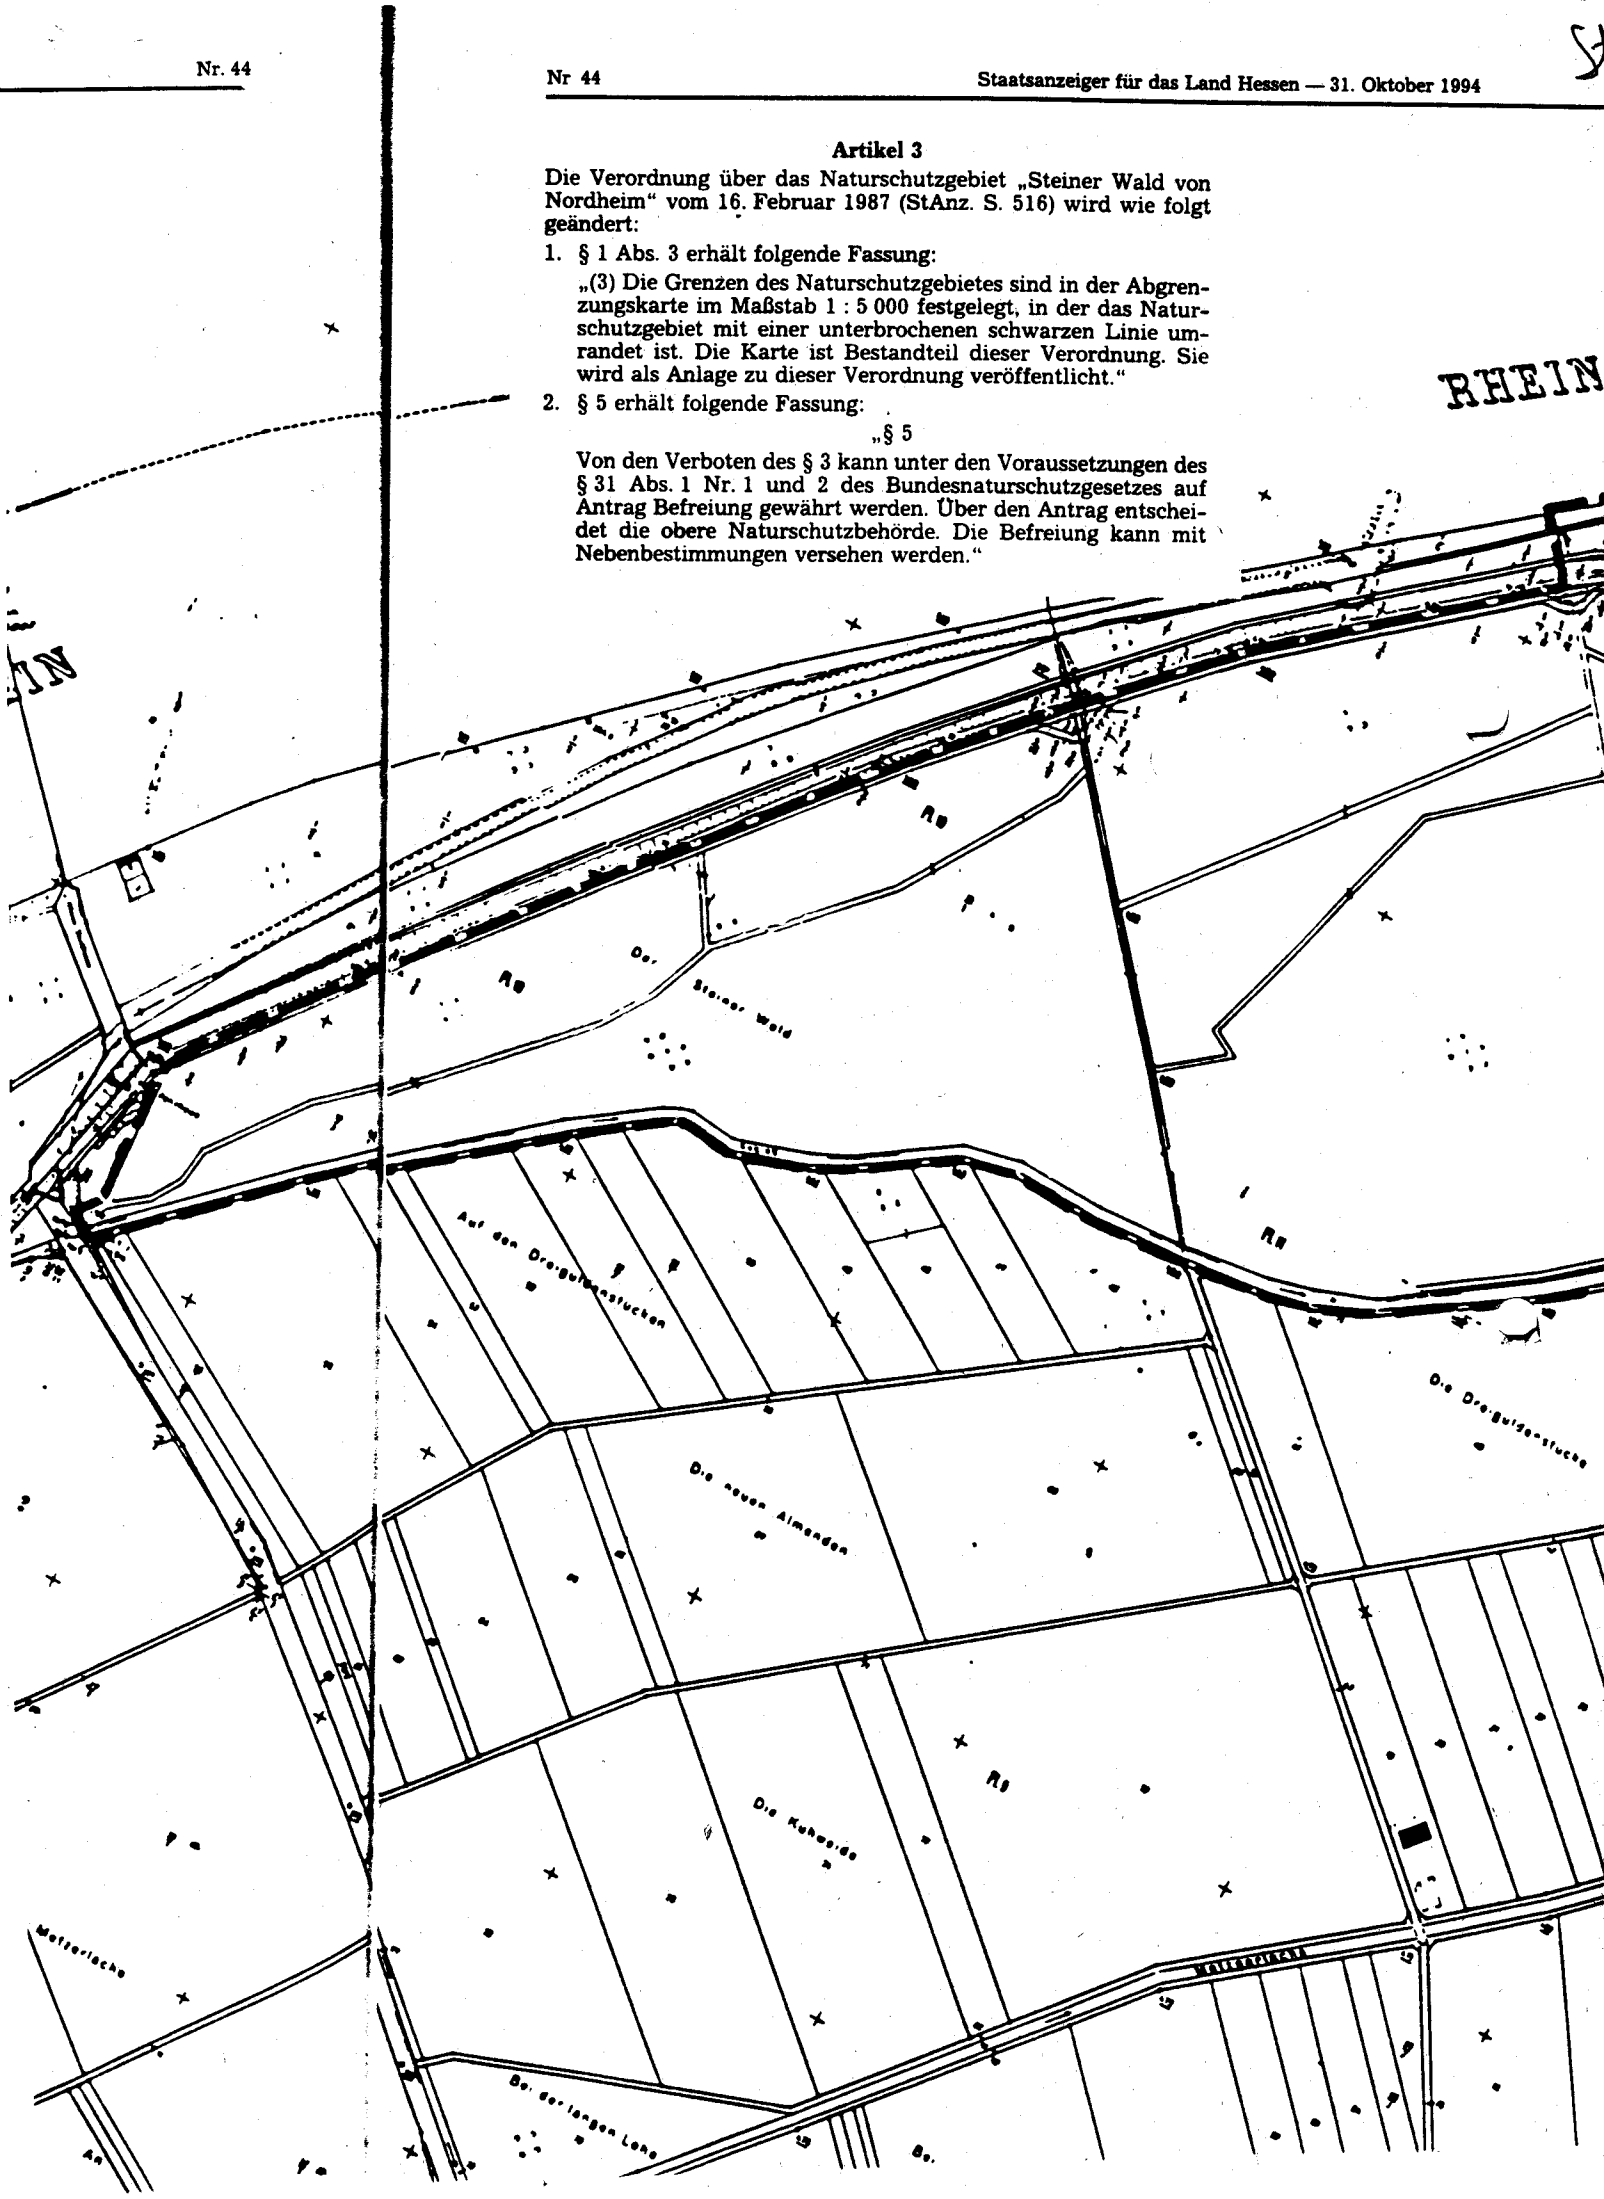 Nr. 44
Nr 44
Staatsanzeiger für das Land Hessen — 31. Oktober 1994
Artikel 3
Die Verordnung über das Naturschutzgebiet „Steiner Wald von
Nordheim“ vom 16. Februar 1987 (StAnz. S. 516) wird wie folgt
geändert:
1. § 1 Abs. 3 erhält folgende Fassung:
„(3) Die Grenzen des Naturschutzgebietes sind in der Abgren-
zungskarte im Maßstab 1 : 5 000 festgelegt, in der das Natur-
schutzgebiet mit einer unterbrochenen schwarzen Linie um-
randet ist. Die Karte ist Bestandteil dieser Verordnung. Sie
wird als Anlage zu dieser Verordnung veröffentlicht.“
2. § 5 erhält folgende Fassung:
„§ 5
Von den Verboten des § 3 kann unter den Voraussetzungen des
§ 31 Abs. 1 Nr. 1 und 2 des Bundesnaturschutzgesetzes auf
Antrag Befreiung gewährt werden. Über den Antrag entschei-
det die obere Naturschutzbehörde. Die Befreiung kann mit
Nebenbestimmungen versehen werden.“
RHEIN
Der
Steiner Wald
Auf den
Die neuen Almenden
Die Kuhweide
Bei der langen